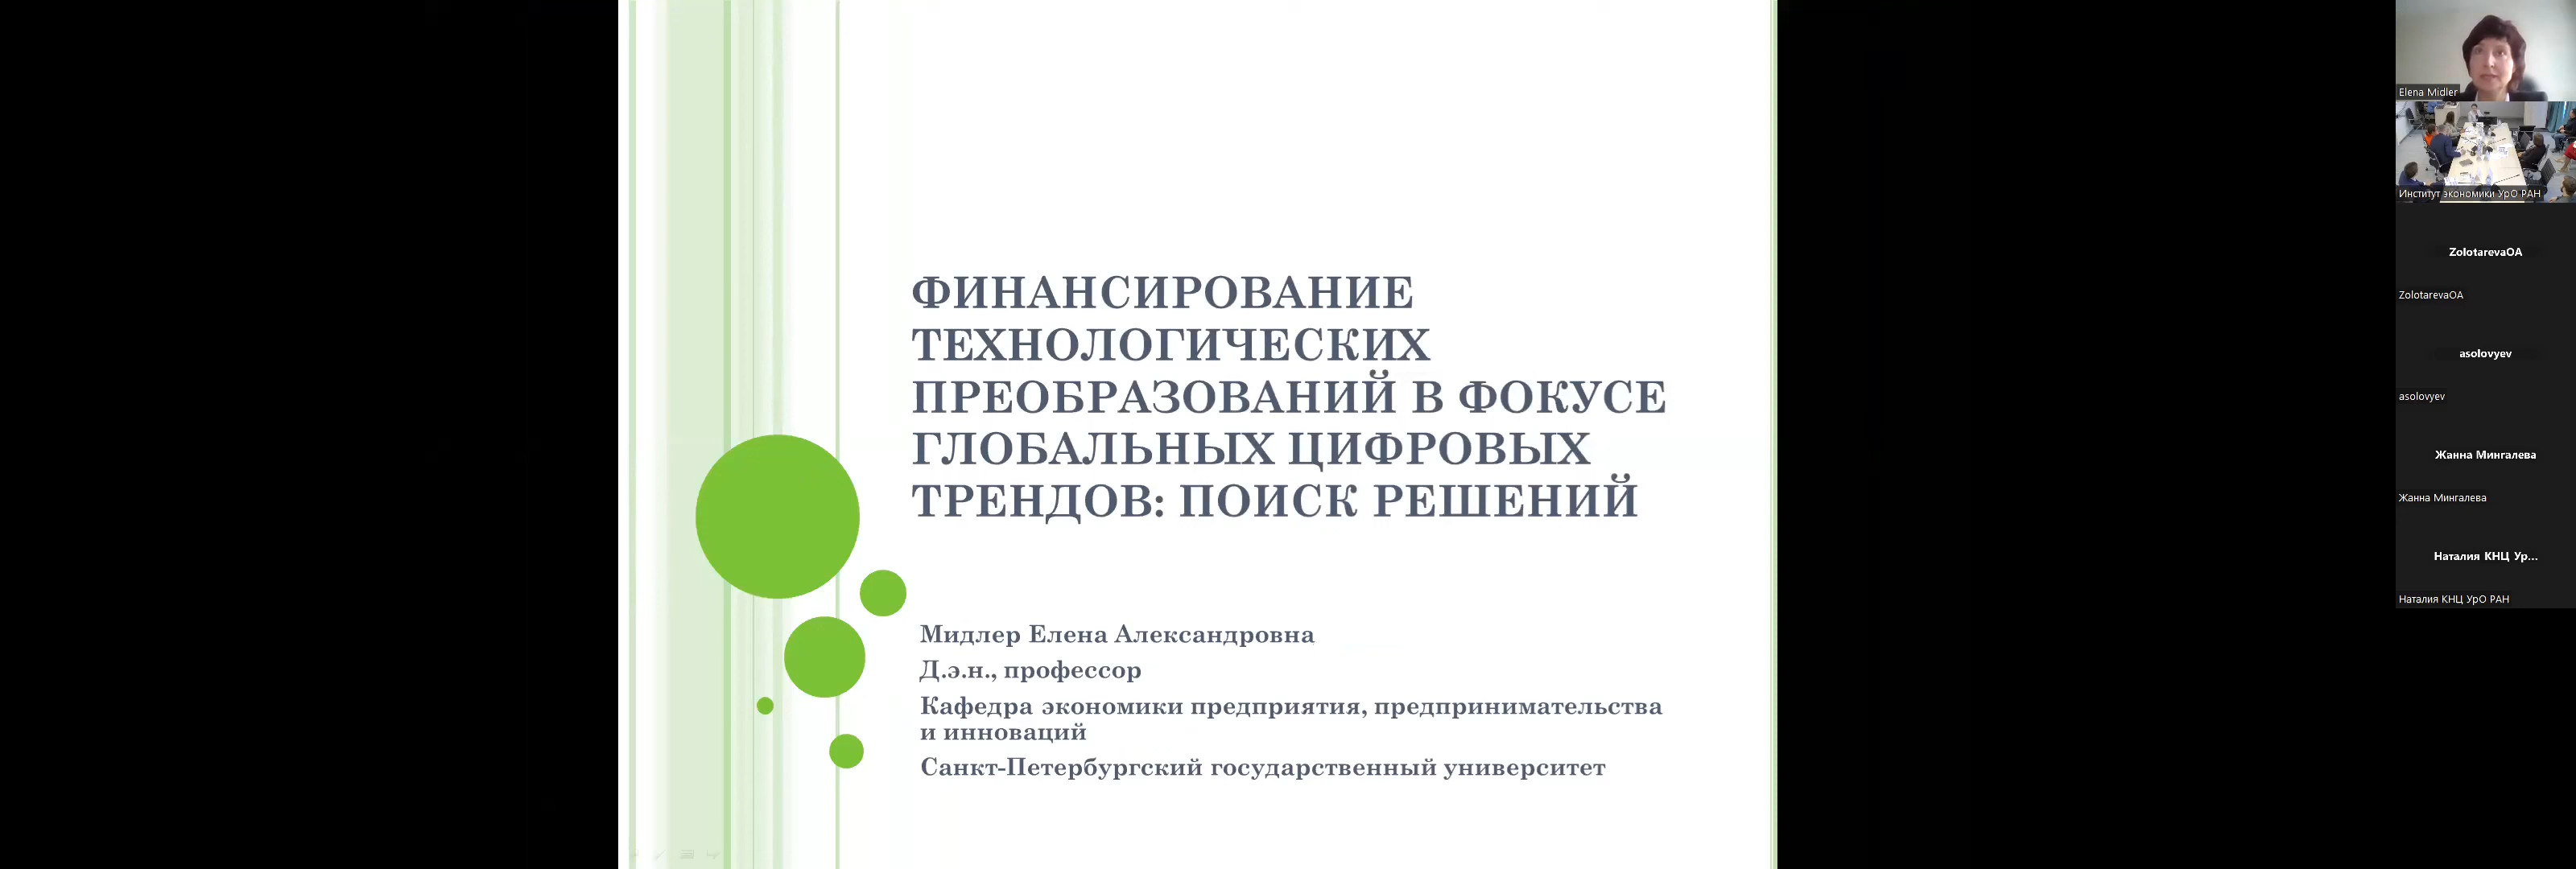 ФИНАНСИРОВАНИЕ
ТЕХНОЛОГИЧЕСКИХ
ПРЕОБРАЗОВАНИЙ В ФОКУСЕ
ГЛОБАЛЬНЫХ ЦИФРОВЫХ
ТРЕНДОВ: ПОИСК РЕШЕНИЙ
Мидлер Елена Александровна
Д.э.н., профессор
Кафедра экономики предприятия, предпринимательства
и инноваций
Санкт-Петербургский государственный университет
Elena Midler
Институт экономики УрО РАН
ZolotarevaOA
ZolotarevaOA
asolovyev
asolovyev
Жанна Мингалева
Жанна Мингалева
Наталия КНЦ Ур...
Наталия КНЦ УрО РАН